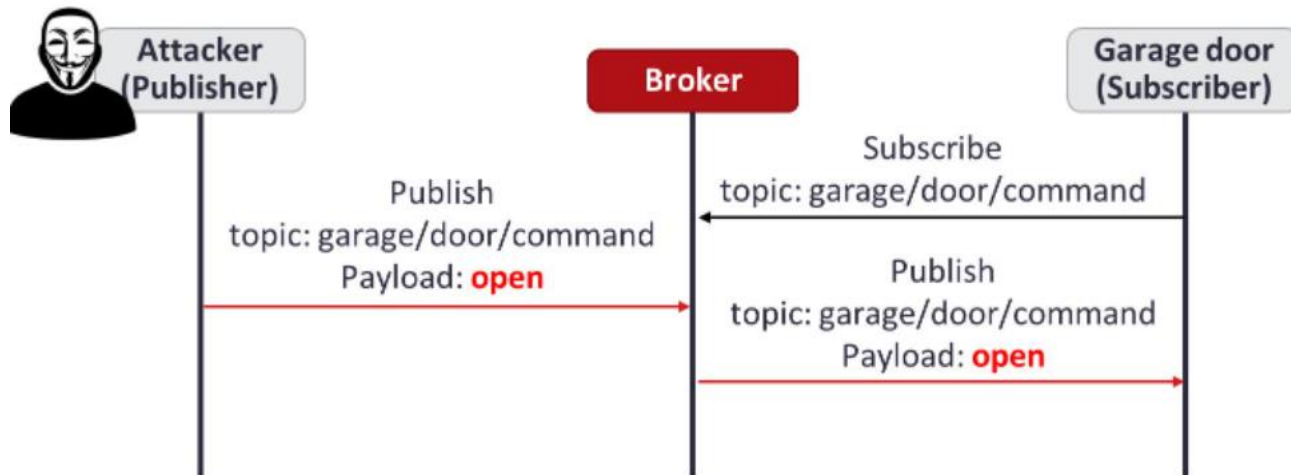 Attacker
(Publisher)
Broker
Garage door
(Subscriber)
Subscribe
topic: garage/door/command
Publish
topic: garage/door/command
Payload: open
Publish
topic: garage/door/command
Payload: open